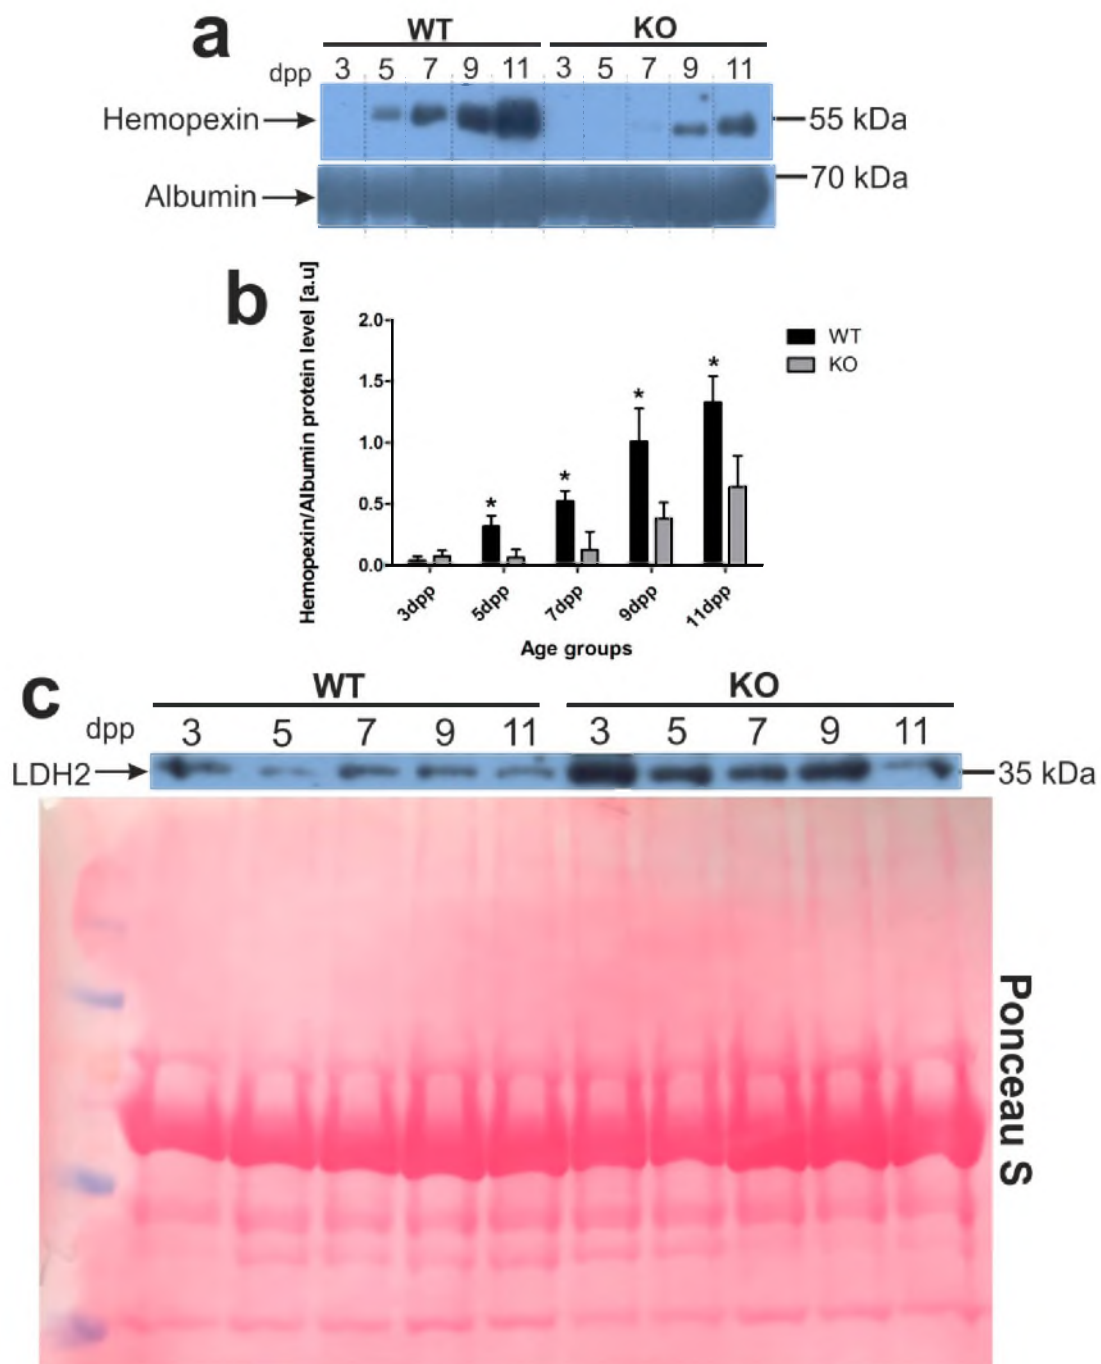 a
WT KO
dpp 3 5 7 9 11 3 5 7 9 11
Hemopexin 55 kDa
70 kDa
Albumin
b
Hemopexin/Albumin protein level [a.u]
2.0
1.5
1.0
0.5
0.0
* * * *
WT
KO
3dpp 5dpp 7dpp 9dpp 11dpp
Age groups
c
WT KO
dpp 3 5 7 9 11 3 5 7 9 11
LDH2 35 kDa
Ponceau S